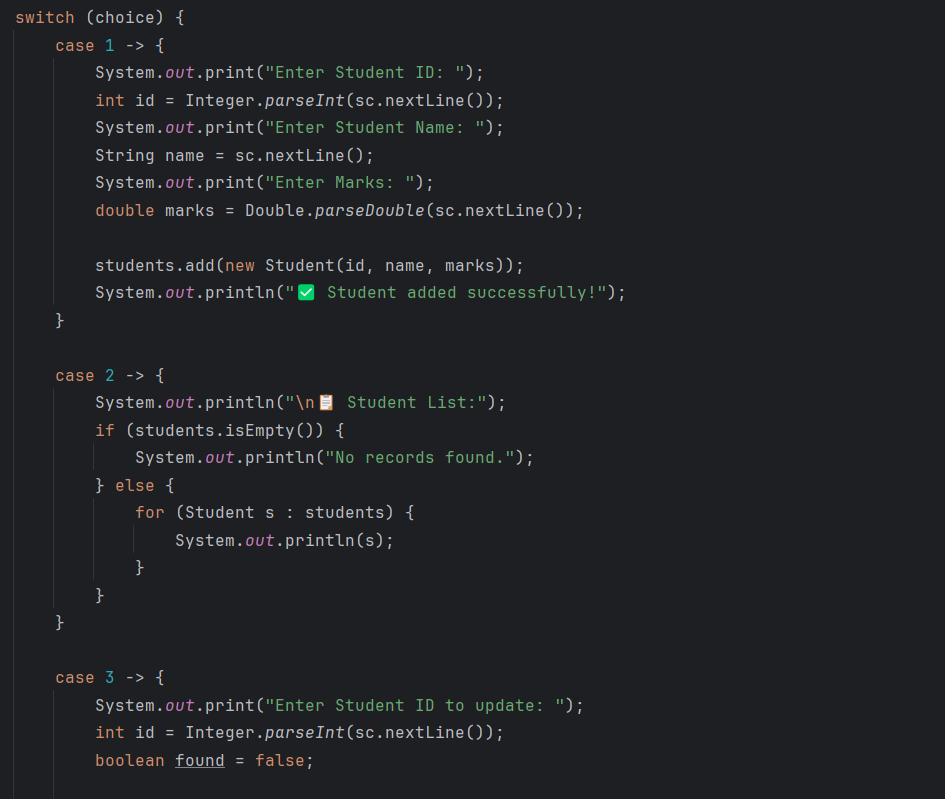 switch (choice) {
    case 1 -> {
        System.out.print("Enter Student ID: ");
        int id = Integer.parseInt(sc.nextLine());
        System.out.print("Enter Student Name: ");
        String name = sc.nextLine();
        System.out.print("Enter Marks: ");
        double marks = Double.parseDouble(sc.nextLine());

        students.add(new Student(id, name, marks));
        System.out.println("✅ Student added successfully!");
    }

    case 2 -> {
        System.out.println("\n📋 Student List:");
        if (students.isEmpty()) {
            System.out.println("No records found.");
        } else {
            for (Student s : students) {
                System.out.println(s);
            }
        }
    }

    case 3 -> {
        System.out.print("Enter Student ID to update: ");
        int id = Integer.parseInt(sc.nextLine());
        boolean found = false;